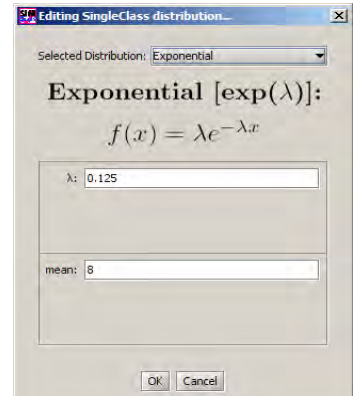 Editing SingleClass distribution...
Selected Distribution: Exponential
Exponential [exp(λ)]:
f(x) = λe^{-λx}
λ: 0.125
mean: 8
OK Cancel